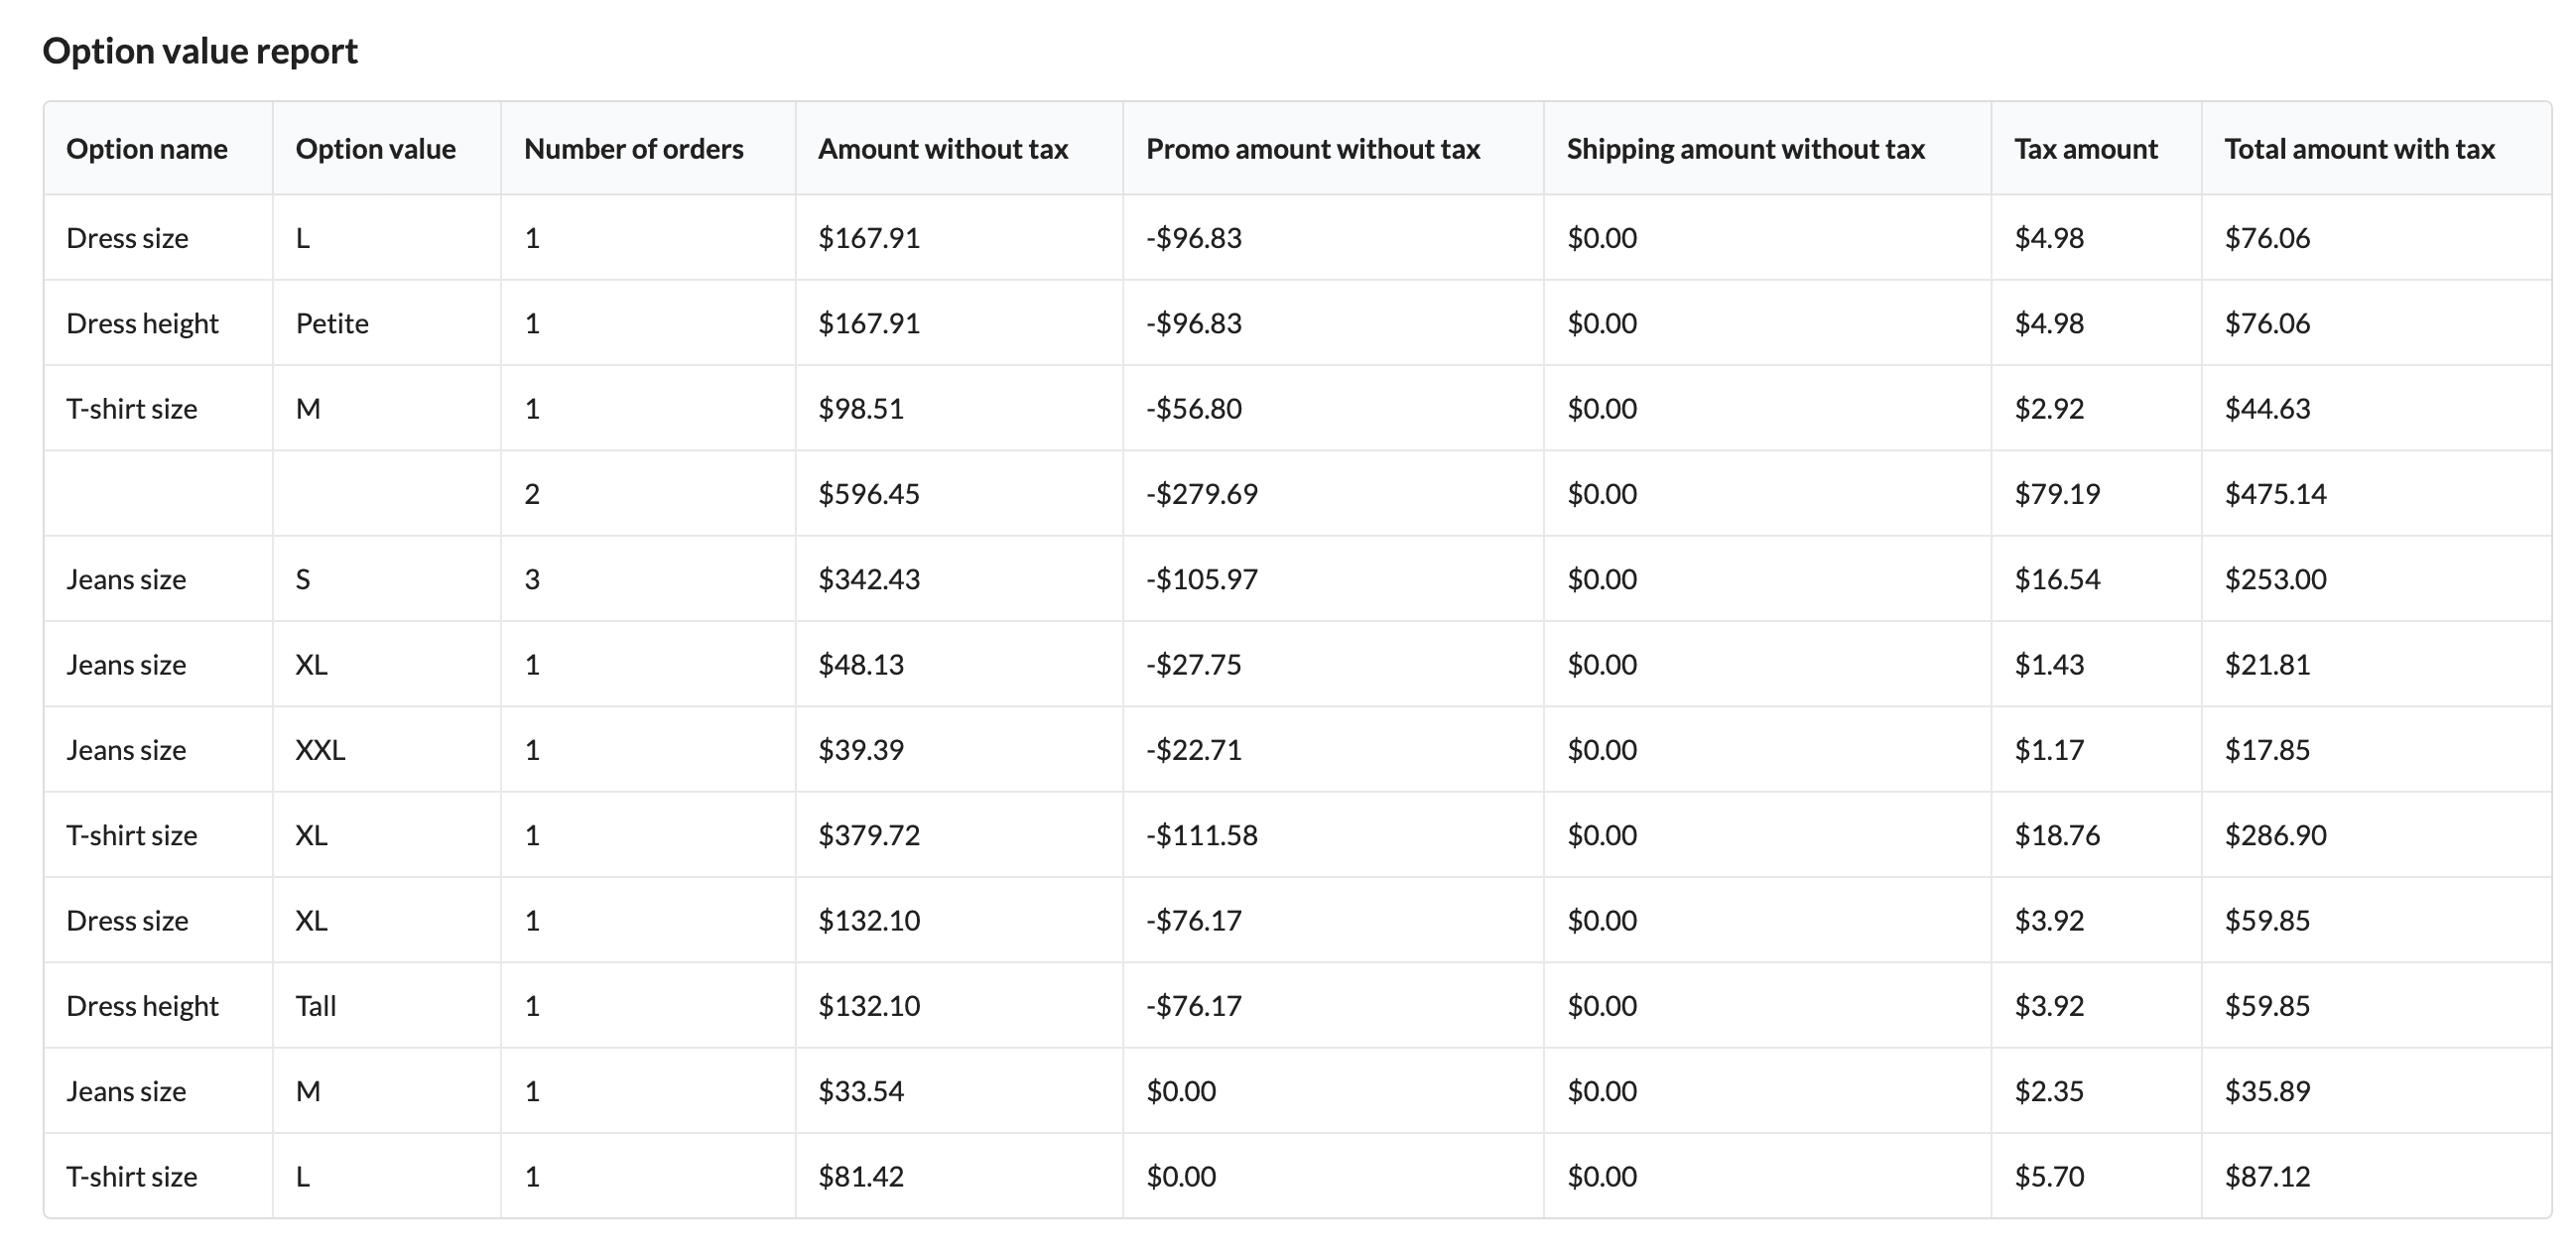 Option value report
Option name Option value Number of orders Amount without tax Promo amount without tax Shipping amount without tax Tax amount Total amount with tax
Dress size L 1 $167.91 -$96.83 $0.00 $4.98 $76.06
Dress height Petite 1 $167.91 -$96.83 $0.00 $4.98 $76.06
T-shirt size M 1 $98.51 -$56.80 $0.00 $2.92 $44.63
2 $596.45 -$279.69 $0.00 $79.19 $475.14
Jeans size S 3 $342.43 -$105.97 $0.00 $16.54 $253.00
Jeans size XL 1 $48.13 -$27.75 $0.00 $1.43 $21.81
Jeans size XXL 1 $39.39 -$22.71 $0.00 $1.17 $17.85
T-shirt size XL 1 $379.72 -$111.58 $0.00 $18.76 $286.90
Dress size XL 1 $132.10 -$76.17 $0.00 $3.92 $59.85
Dress height Tall 1 $132.10 -$76.17 $0.00 $3.92 $59.85
Jeans size M 1 $33.54 $0.00 $0.00 $2.35 $35.89
T-shirt size L 1 $81.42 $0.00 $0.00 $5.70 $87.12